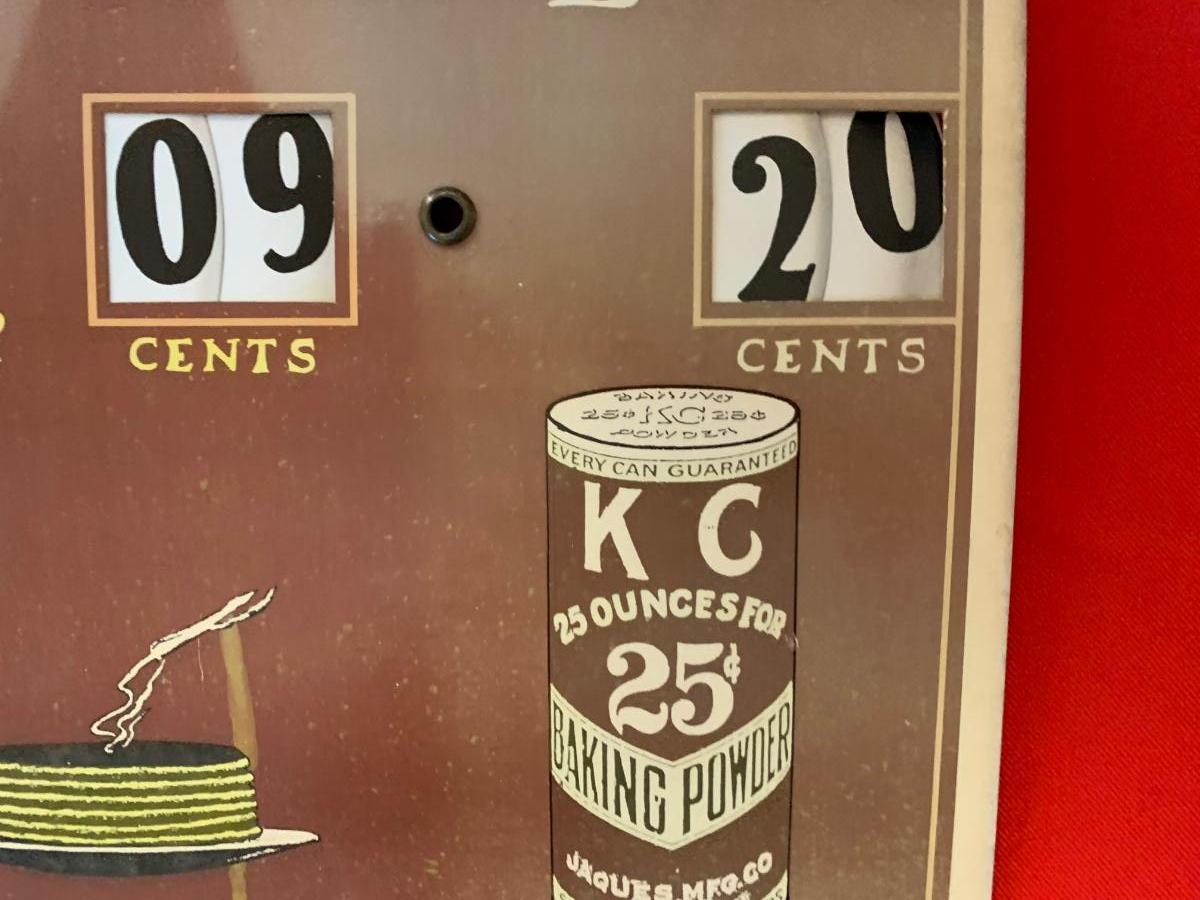 09 20
CENTS CENTS
BAKING
25¢ KC 25¢
POWDER
EVERY CAN GUARANTEED
K C
25 OUNCES FOR
25¢
BAKING POWDER
JAQUES.MFG.CO